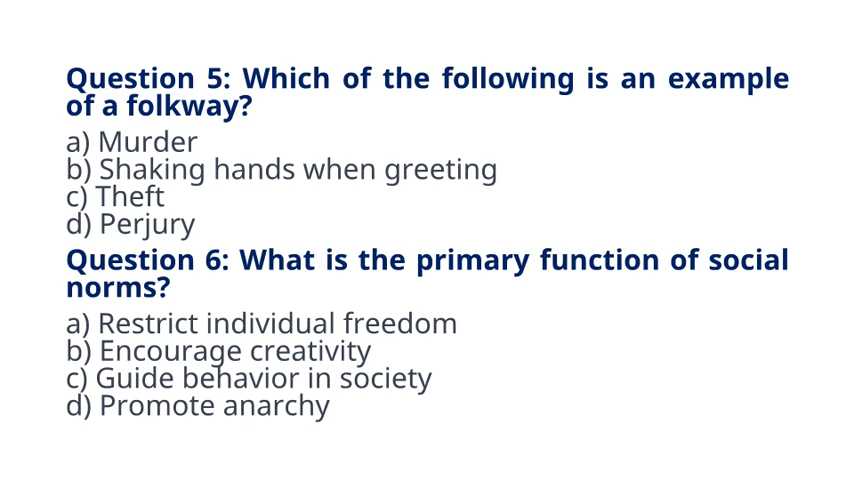 Question 5: Which of the following is an example
of a folkway?
a) Murder
b) Shaking hands when greeting
c) Theft
d) Perjury
Question 6: What is the primary function of social
norms?
a) Restrict individual freedom
b) Encourage creativity
c) Guide behavior in society
d) Promote anarchy